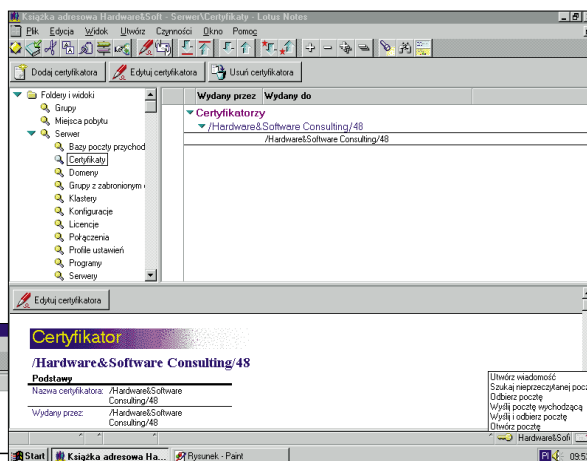 Książka adresowa Hardware&Soft - Serwer\Certyfikaty - Lotus Notes
Plik Edycja Widok Utwórz Czynności Okno Pomoc
Dodaj certyfikatora Edytuj certyfikatora Usuń certyfikatora
Foldery i widoki
Grupy
Miejsca pobytu
Serwer
Bazy poczty przychod
Certyfikaty
Domeny
Grupy z zabronionym
Klastery
Konfiguracje
Licencje
Połączenia
Profile ustawień
Programy
Serwery
Wydany przez Wydany do
Certyfikatorzy
/Hardware&Software Consulting/48
/Hardware&Software Consulting/48
Edytuj certyfikatora
Certyfikator
/Hardware&Software Consulting/48
Podstawy
Nazwa certyfikatora: /Hardware&Software
Consulting/48
Wydany przez: /Hardware&Software
Consulting/48
Utwórz wiadomość
Szukaj nieprzeczytanej pocz
Odbierz pocztę
Wyślij pocztę wychodzącą
Wyślij i odbierz pocztę
Otwórz pocztę
Hardware&Soft
Start Książka adresowa Ha... Rysunek - Paint
Pl 09:5